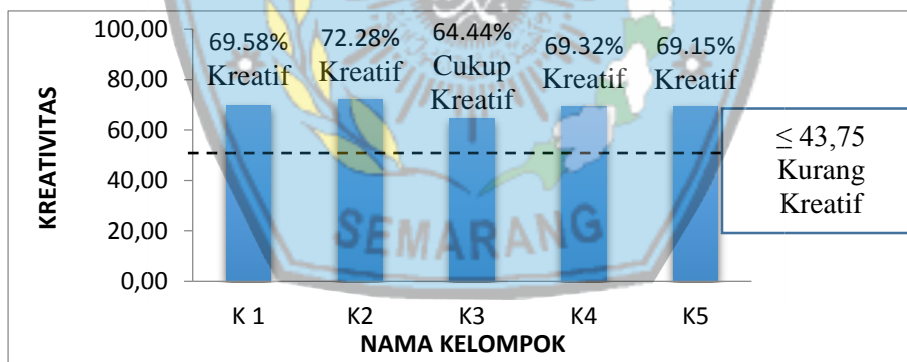 100,00
80,00
60,00
40,00
20,00
0,00
KREATIVITAS
69.58%
Kreatif
72.28%
Kreatif
64.44%
Cukup
Kreatif
69.32%
Kreatif
69.15%
Kreatif
≤ 43,75
Kurang
Kreatif
SEMARANG
K 1 K2 K3 K4 K5
NAMA KELOMPOK